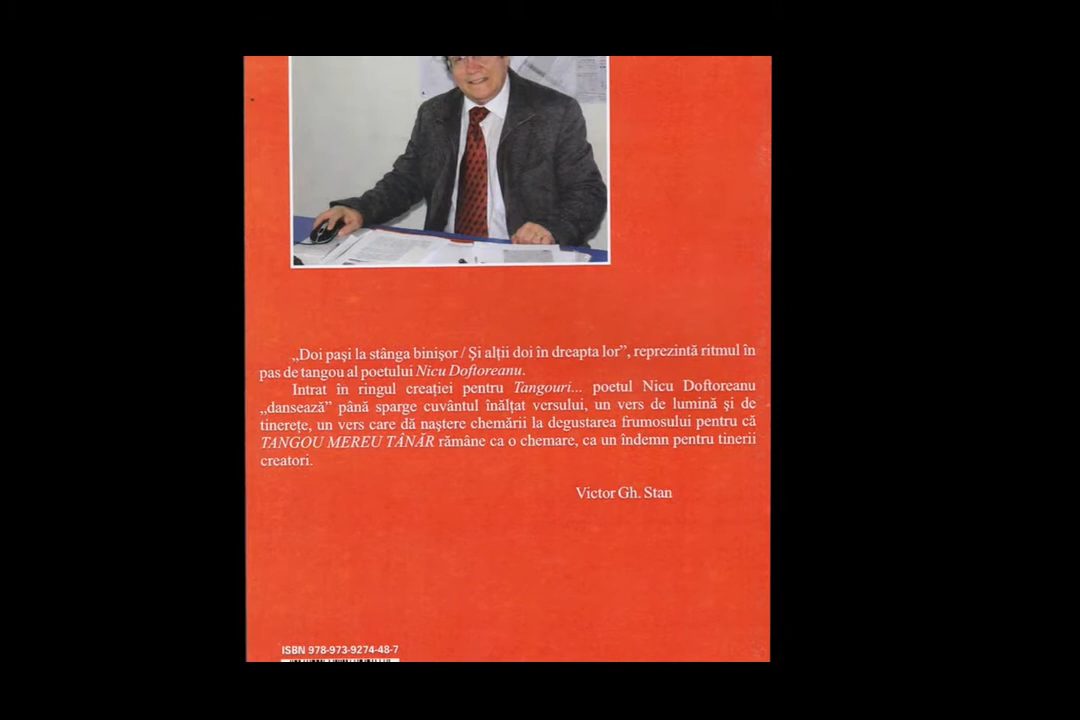 „Doi paşi la stânga binişor / Şi alţii doi în dreapta lor”, reprezintă ritmul în
pas de tangou al poetului Nicu Doftoreanu.
Intrat în ringul creaţiei pentru Tangouri... poetul Nicu Doftoreanu
„dansează” până sparge cuvântul înălţat versului, un vers de lumină şi de
tinereţe, un vers care dă naştere chemării la degustarea frumosului pentru că
TANGOU MEREU TÂNĂR rămâne ca o chemare, ca un îndemn pentru tinerii
creatori.
Victor Gh. Stan
ISBN 978-973-9274-48-7